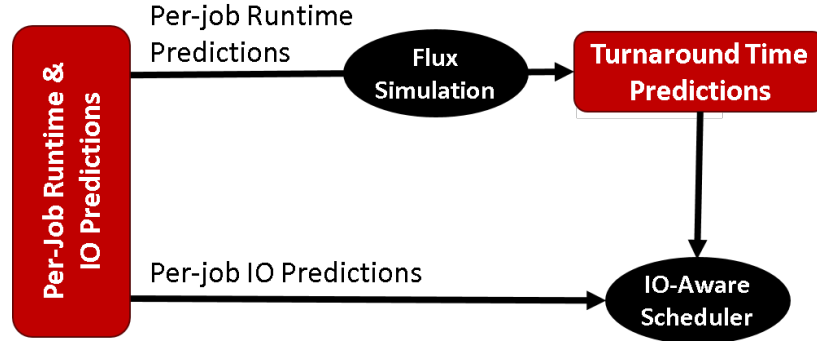 Per-Job Runtime &
IO Predictions
Per-job Runtime
Predictions
Flux
Simulation
Turnaround Time
Predictions
Per-job IO Predictions
IO-Aware
Scheduler